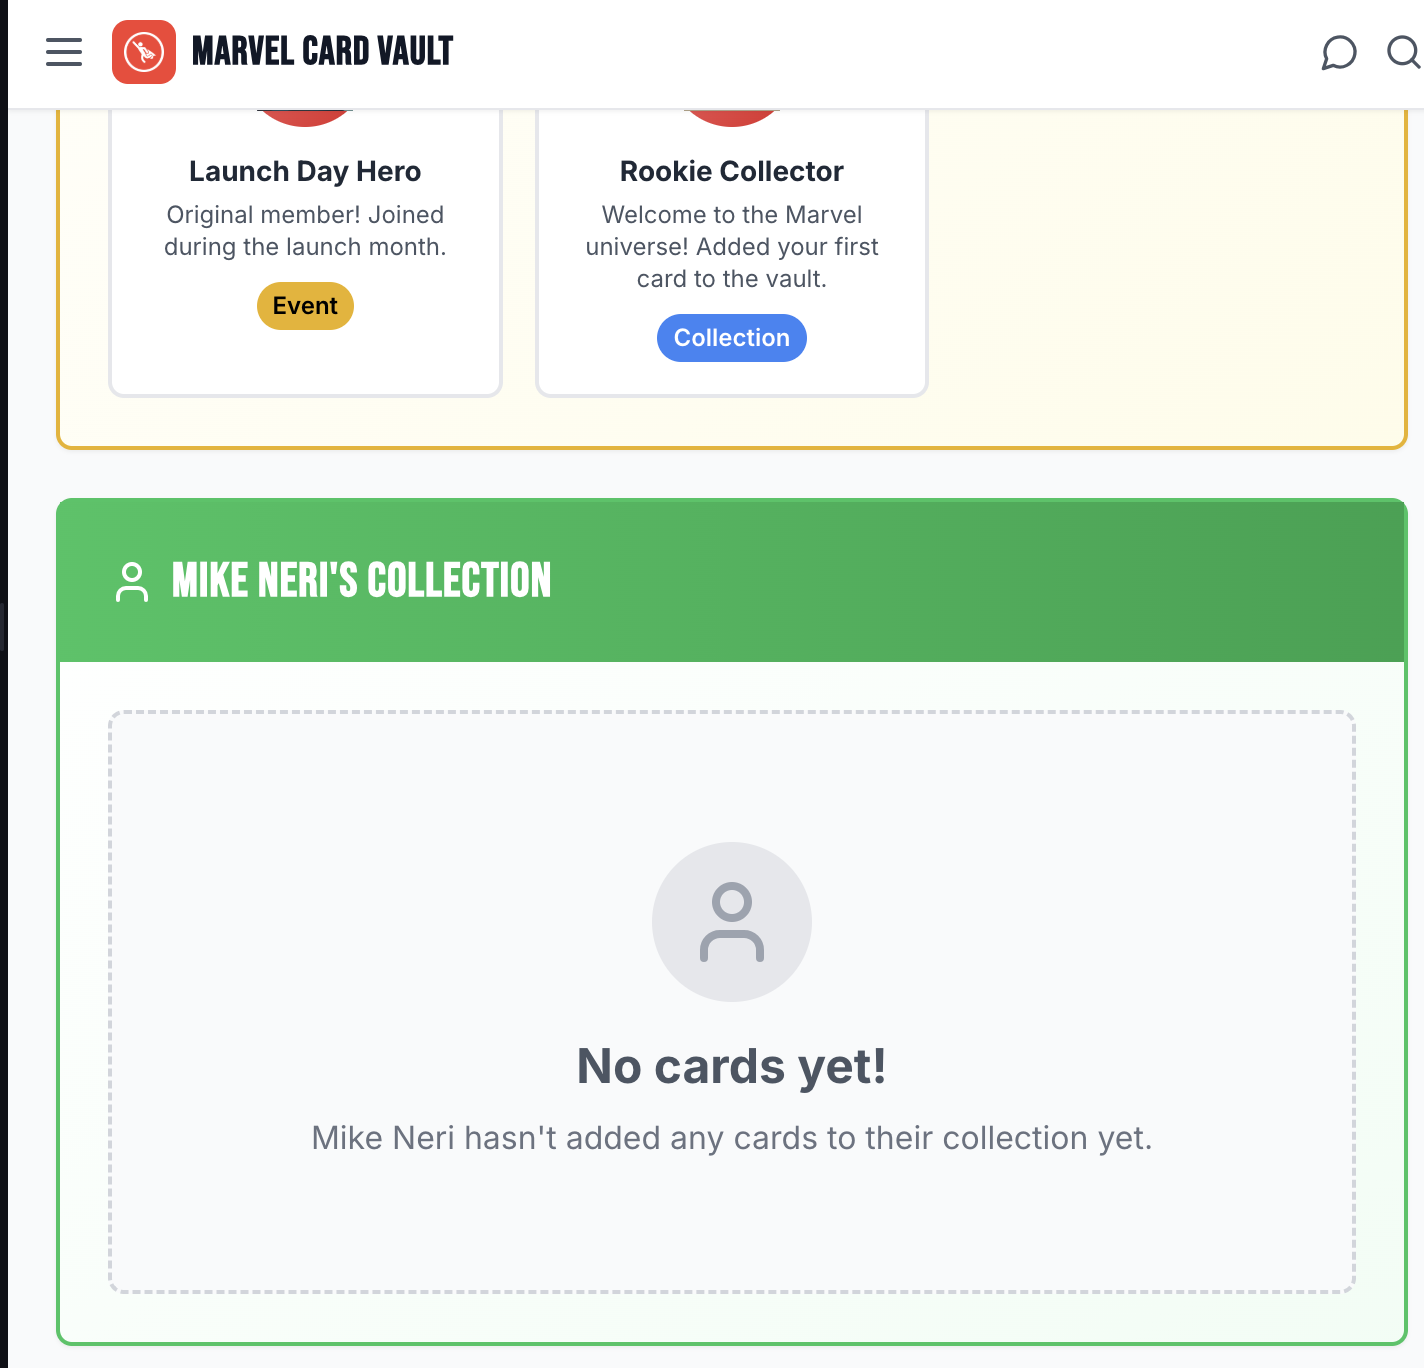 MARVEL CARD VAULT
Launch Day Hero
Original member! Joined
during the launch month.
Event
Rookie Collector
Welcome to the Marvel
universe! Added your first
card to the vault.
Collection
MIKE NERI'S COLLECTION
No cards yet!
Mike Neri hasn't added any cards to their collection yet.